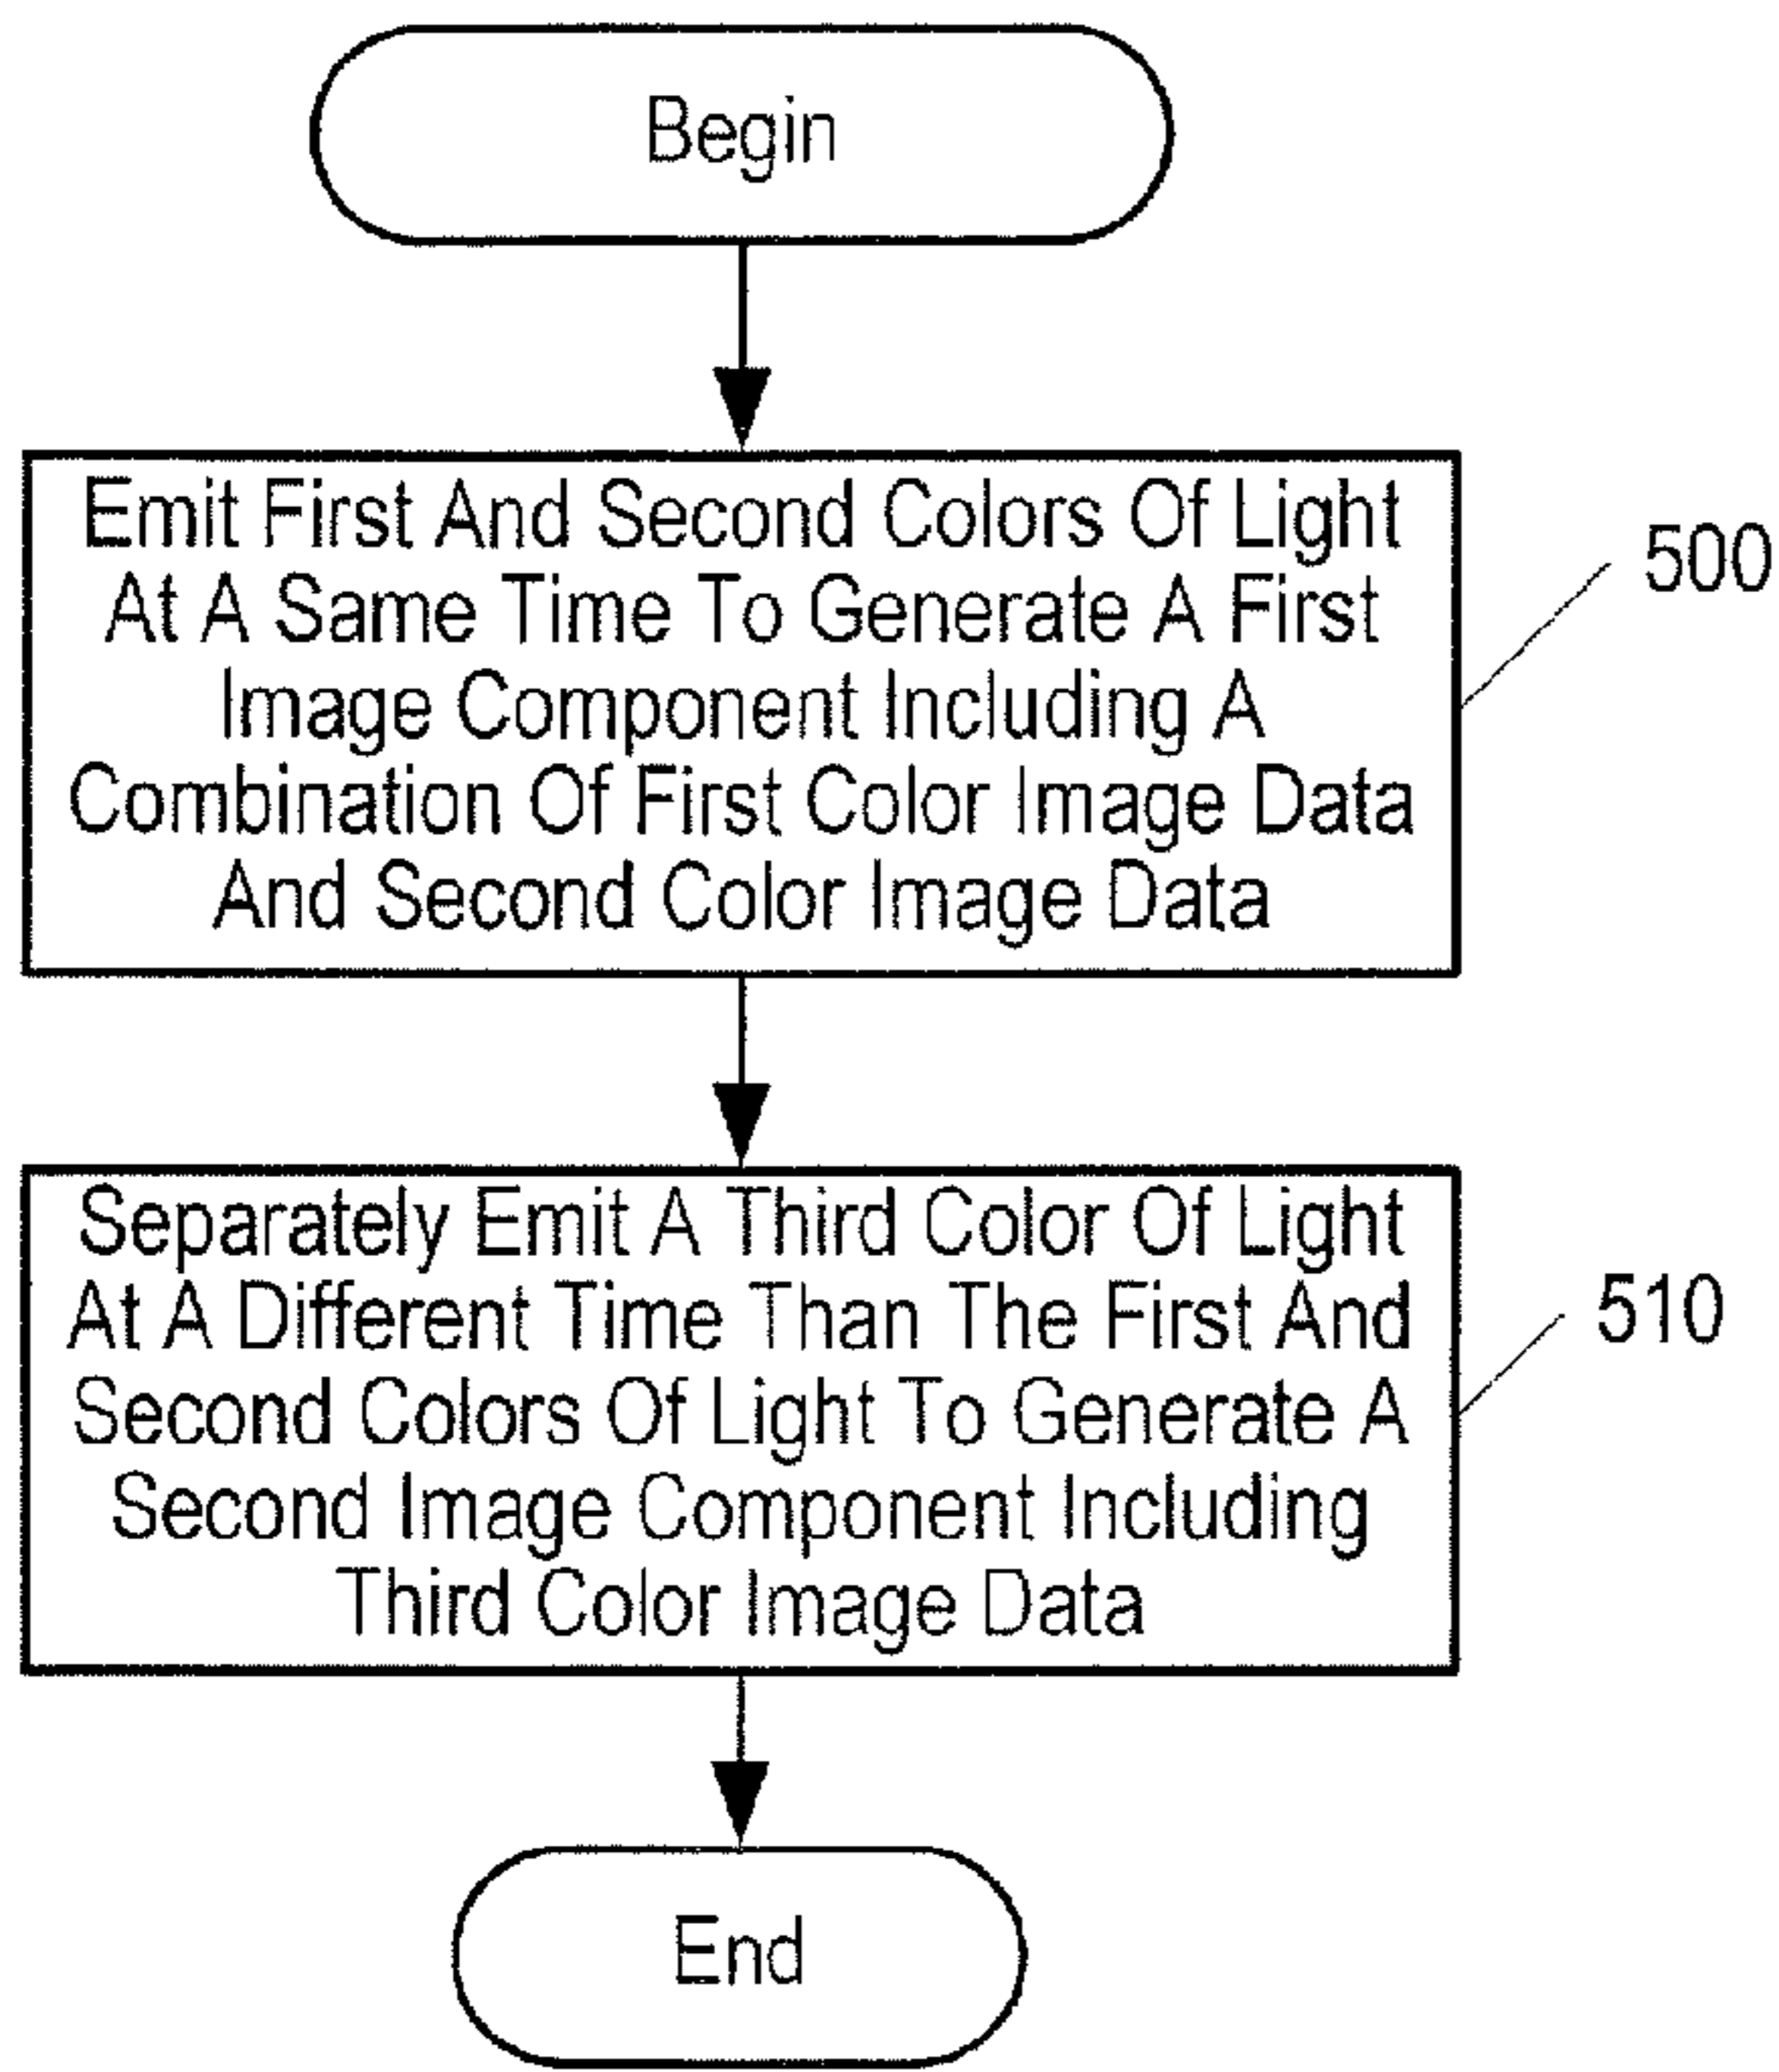 Begin
Emit First And Second Colors Of Light
At A Same Time To Generate A First
Image Component Including A
Combination Of First Color Image Data
And Second Color Image Data
500
Separately Emit A Third Color Of Light
At A Different Time Than The First And
Second Colors Of Light To Generate A
Second Image Component Including
Third Color Image Data
510
End